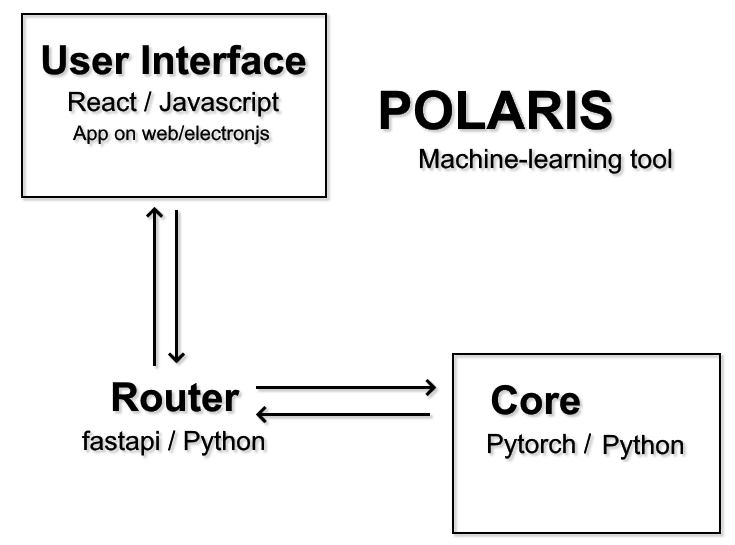 User Interface
React / Javascript
App on web/electronjs
POLARIS
Machine-learning tool
Router
fastapi / Python
Core
Pytorch / Python